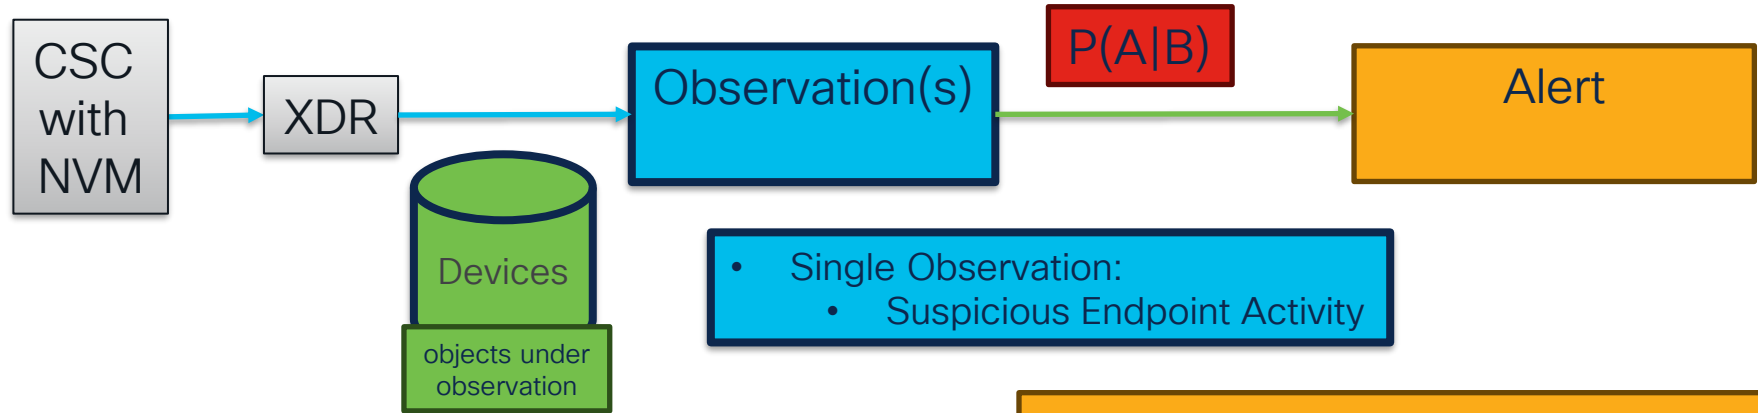 CSC
with
NVM
XDR
Observation(s)
P(A|B)
Alert
Devices
objects under
observation
• Single Observation:
• Suspicious Endpoint Activity